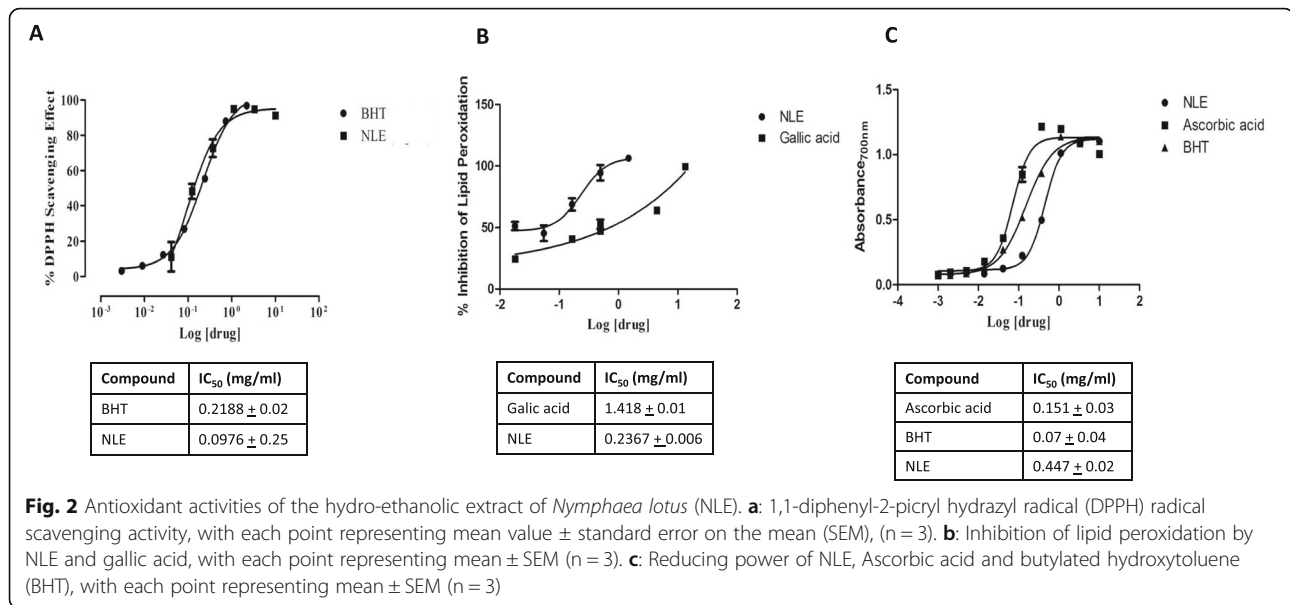 A
% DPPH Scavenging Effect
100
80
60
40
20
0
10-3
10-2
10-1
100
101
102
Log [drug]
BHT
NLE
Compound IC50 (mg/ml)
BHT 0.2188 ± 0.02
NLE 0.0976 ± 0.25
B
% Inhibition of Lipid Peroxidation
150
100
50
0
-2
-1
0
1
2
Log [drug]
NLE
Gallic acid
Compound IC50 (mg/ml)
Galic acid 1.418 ± 0.01
NLE 0.2367 ± 0.006
C
Absorbance700nm
1.5
1.0
0.5
0.0
-4
-3
-2
-1
0
1
2
Log [drug]
NLE
Ascorbic acid
BHT
Compound IC50 (mg/ml)
Ascorbic acid 0.151 ± 0.03
BHT 0.07 ± 0.04
NLE 0.447 ± 0.02
Fig. 2 Antioxidant activities of the hydro-ethanolic extract of Nymphaea lotus (NLE). a: 1,1-diphenyl-2-picryl hydrazyl radical (DPPH) radical
scavenging activity, with each point representing mean value ± standard error on the mean (SEM), (n = 3). b: Inhibition of lipid peroxidation by
NLE and gallic acid, with each point representing mean ± SEM (n = 3). c: Reducing power of NLE, Ascorbic acid and butylated hydroxytoluene
(BHT), with each point representing mean ± SEM (n = 3)